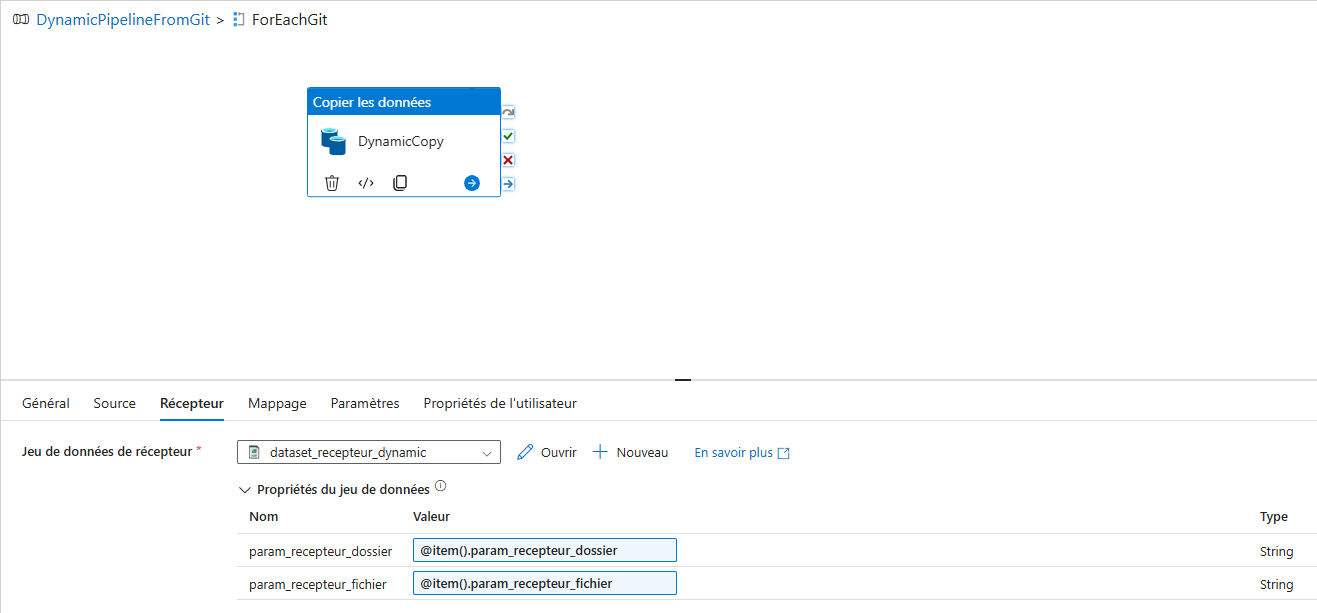 DynamicPipelineFromGit > ForEachGit
Copier les données
DynamicCopy
Général Source Récepteur Mappage Paramètres Propriétés de l'utilisateur
Jeu de données de récepteur * dataset_recepteur_dynamic Ouvrir Nouveau En savoir plus
Propriétés du jeu de données
Nom Valeur Type
param_recepteur_dossier @item().param_recepteur_dossier String
param_recepteur_fichier @item().param_recepteur_fichier String